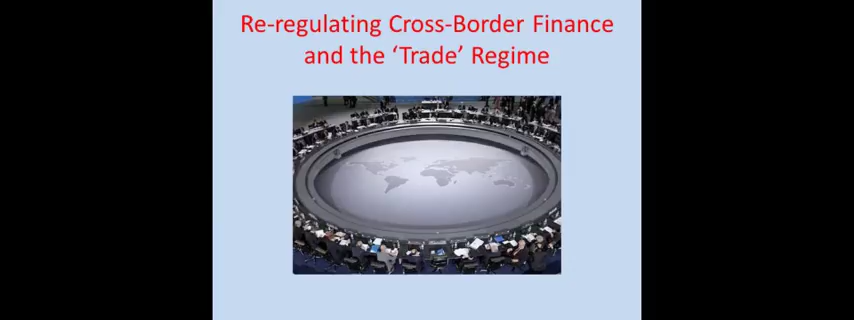 Re-regulating Cross-Border Finance
and the ‘Trade’ Regime